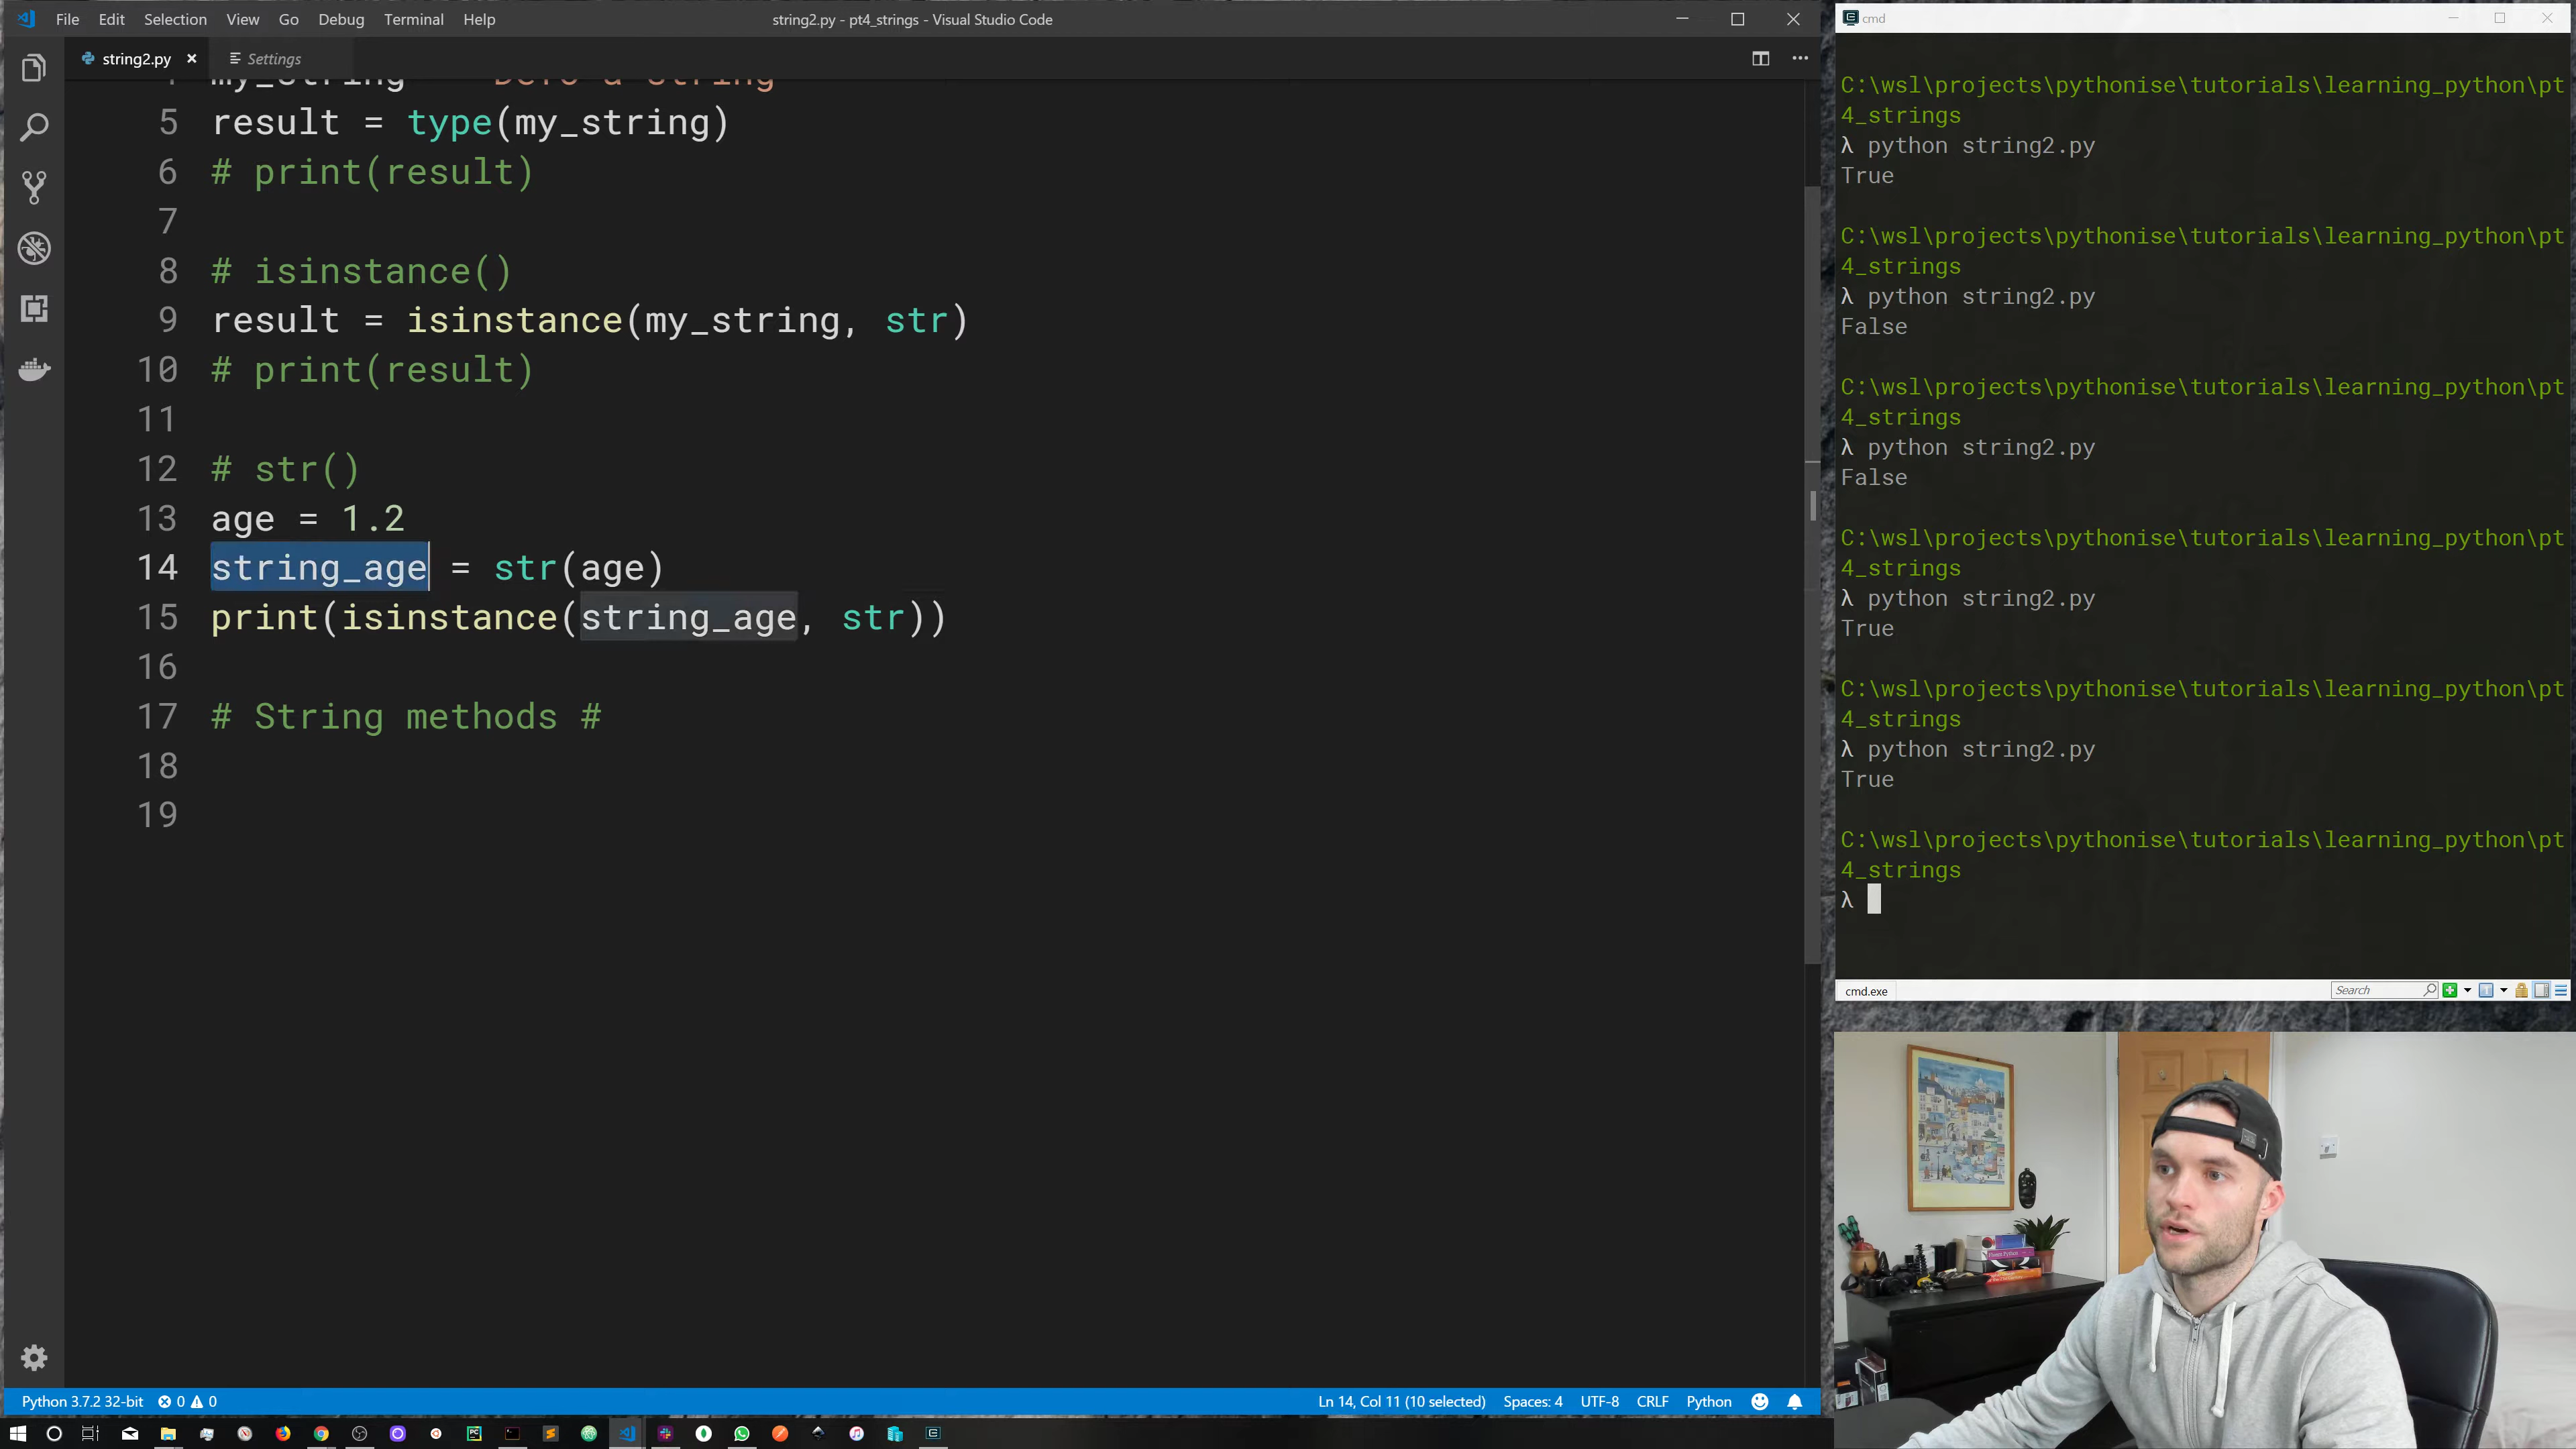 File Edit Selection View Go Debug Terminal Help
string2.py - pt4_strings - Visual Studio Code
string2.py
Settings
my_string
a string
5 result = type(my_string)
6 # print(result)
7
8 # isinstance()
9 result = isinstance(my_string, str)
10 # print(result)
11
12 # str()
13 age = 1.2
14 string_age = str(age)
15 print(isinstance(string_age, str))
16
17 # String methods #
18
19
Python 3.7.2 32-bit 0 0
Ln 14, Col 11 (10 selected) Spaces: 4 UTF-8 CRLF Python
cmd
C:\wsl\projects\pythonise\tutorials\learning_python\pt
4_strings
λ python string2.py
True
C:\wsl\projects\pythonise\tutorials\learning_python\pt
4_strings
λ python string2.py
False
C:\wsl\projects\pythonise\tutorials\learning_python\pt
4_strings
λ python string2.py
False
C:\wsl\projects\pythonise\tutorials\learning_python\pt
4_strings
λ python string2.py
True
C:\wsl\projects\pythonise\tutorials\learning_python\pt
4_strings
λ python string2.py
True
C:\wsl\projects\pythonise\tutorials\learning_python\pt
4_strings
λ
cmd.exe
Search